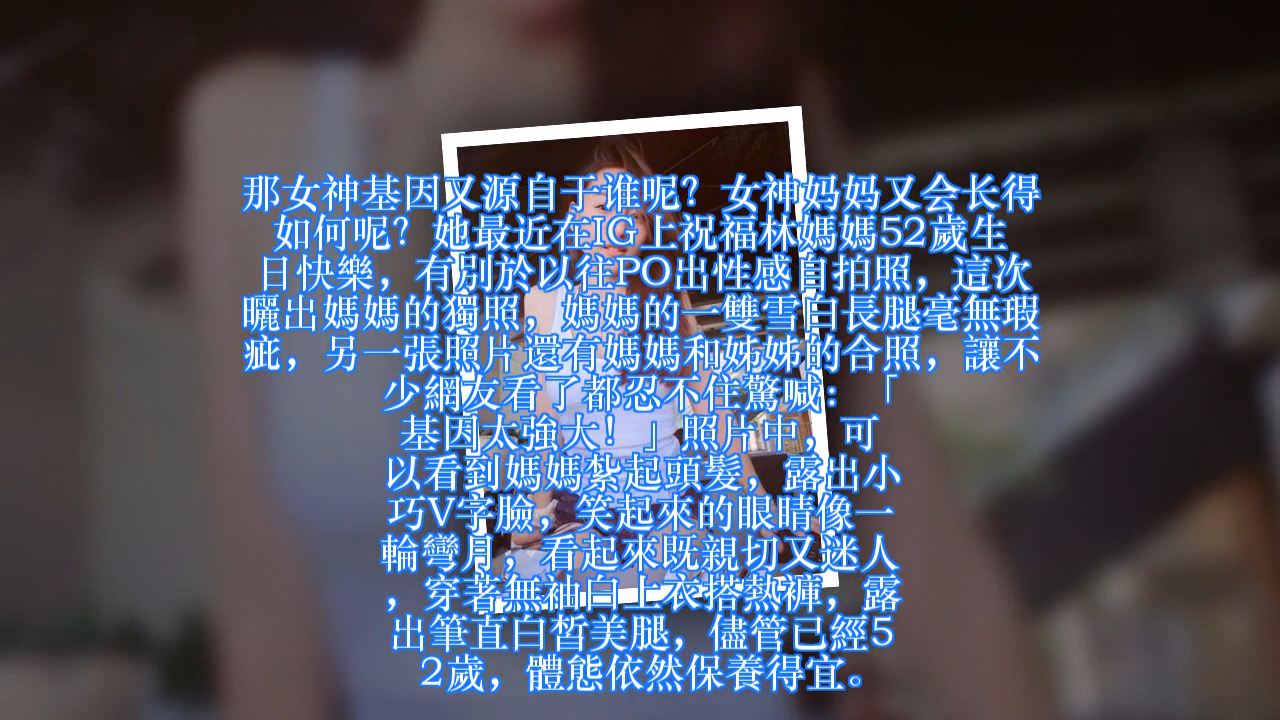 那女神基因又源自于谁呢？女神妈妈又会长得
如何呢？她最近在IG上祝福林媽媽52歲生
日快樂，有別於以往PO出性感自拍照，這次
曬出媽媽的獨照，媽媽的一雙雪白長腿毫無瑕
疵，另一張照片還有媽媽和姊姊的合照，讓不
少網友看了都忍不住驚喊：「
基因太強大！」照片中，可
以看到媽媽紮起頭髮，露出小
巧V字臉，笑起來的眼睛像一
輪彎月，看起來既親切又迷人
，穿著無袖白上衣搭熱褲，露
出筆直白皙美腿，儘管已經5
2歲，體態依然保養得宜。